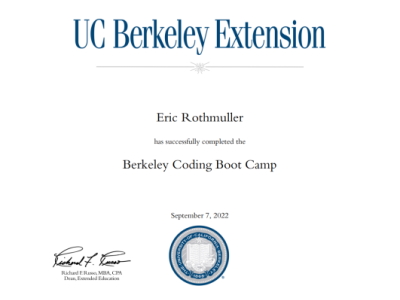 UC Berkeley Extension
Eric Rothmuller
has successfully completed the
Berkeley Coding Boot Camp
September 7, 2022
Richard F. Russo
Richard F. Russo, MBA, CPA
Dean, Extended Education